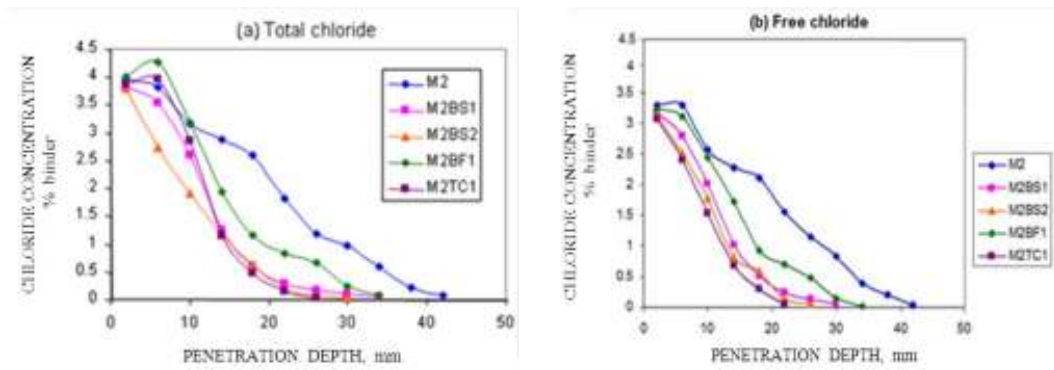 (a) Total chloride
CHLORIDE CONCENTRATION
% binder
4.5
4
3.5
3
2.5
2
1.5
1
0.5
0
0
10
20
30
40
50
PENETRATION DEPTH, mm
M2
M2BS1
M2BS2
M2BF1
M2TC1
(b) Free chloride
CHLORIDE CONCENTRATION
% binder
4.5
4
3.5
3
2.5
2
1.5
1
0.5
0
0
10
20
30
40
50
PENETRATION DEPTH, mm
M2
M2BS1
M2BS2
M2BF1
M2TC1